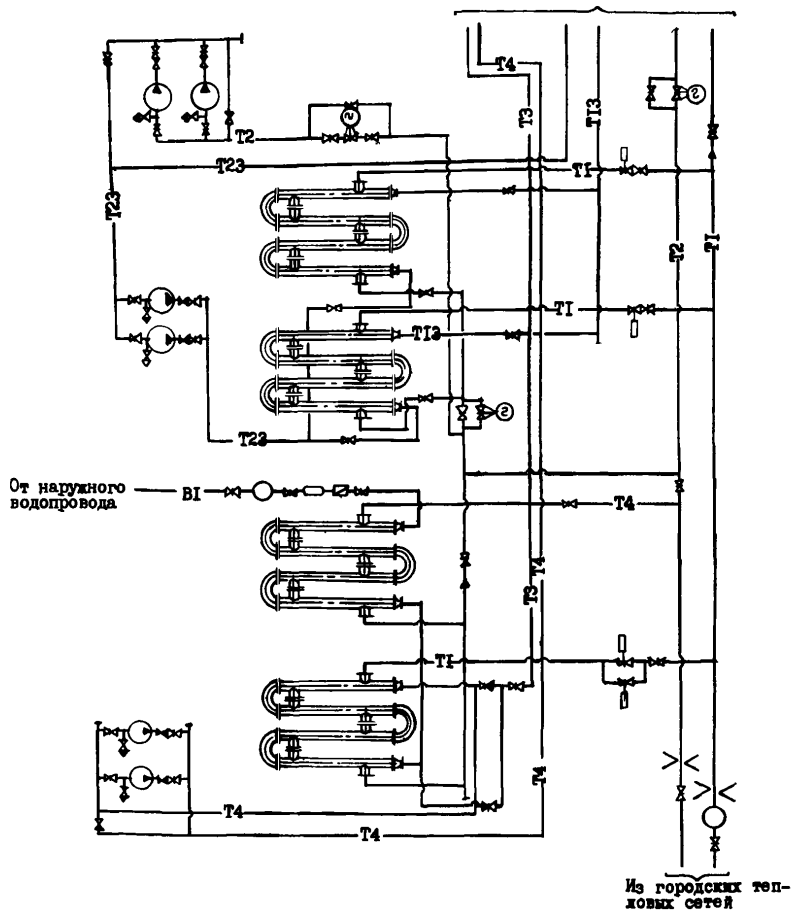 Т4
Т3
Т13
Т2
Т23
Т1
Т23
Т2
Т1
Т1
Т13
Т23
От наружного
водопровода
В1
Т4
Т4
Т3
Т1
Т4
Т4
Т4
Из городских теп-
ловых сетей